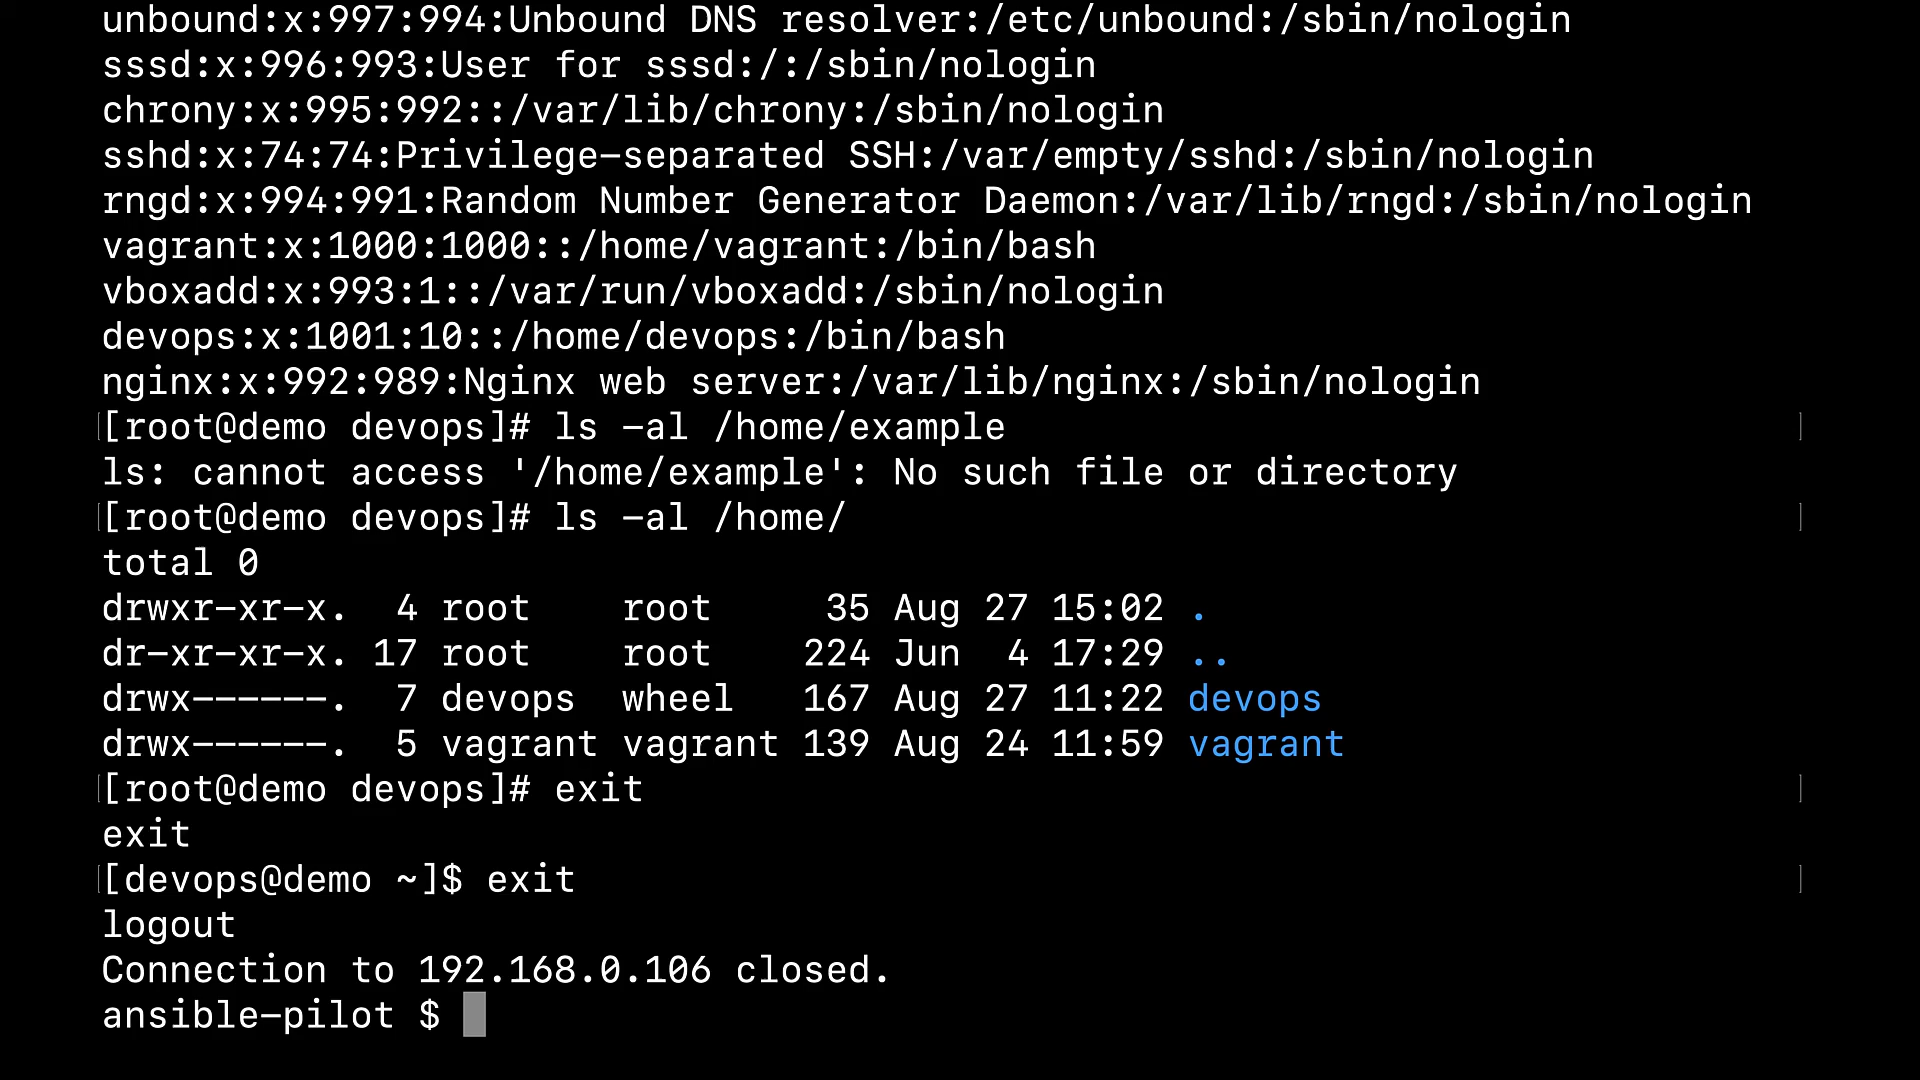 unbound:x:997:994:Unbound DNS resolver:/etc/unbound:/sbin/nologin
sssd:x:996:993:User for sssd:/:/sbin/nologin
chrony:x:995:992::/var/lib/chrony:/sbin/nologin
sshd:x:74:74:Privilege-separated SSH:/var/empty/sshd:/sbin/nologin
rngd:x:994:991:Random Number Generator Daemon:/var/lib/rngd:/sbin/nologin
vagrant:x:1000:1000::/home/vagrant:/bin/bash
vboxadd:x:993:1::/var/run/vboxadd:/sbin/nologin
devops:x:1001:10::/home/devops:/bin/bash
nginx:x:992:989:Nginx web server:/var/lib/nginx:/sbin/nologin
[root@demo devops]# ls -al /home/example
ls: cannot access '/home/example': No such file or directory
[root@demo devops]# ls -al /home/
total 0
drwxr-xr-x.  4 root    root     35 Aug 27 15:02 .
dr-xr-xr-x. 17 root    root    224 Jun  4 17:29 ..
drwx------.  7 devops  wheel   167 Aug 27 11:22 devops
drwx------.  5 vagrant vagrant 139 Aug 24 11:59 vagrant
[root@demo devops]# exit
exit
[devops@demo ~]$ exit
logout
Connection to 192.168.0.106 closed.
ansible-pilot $